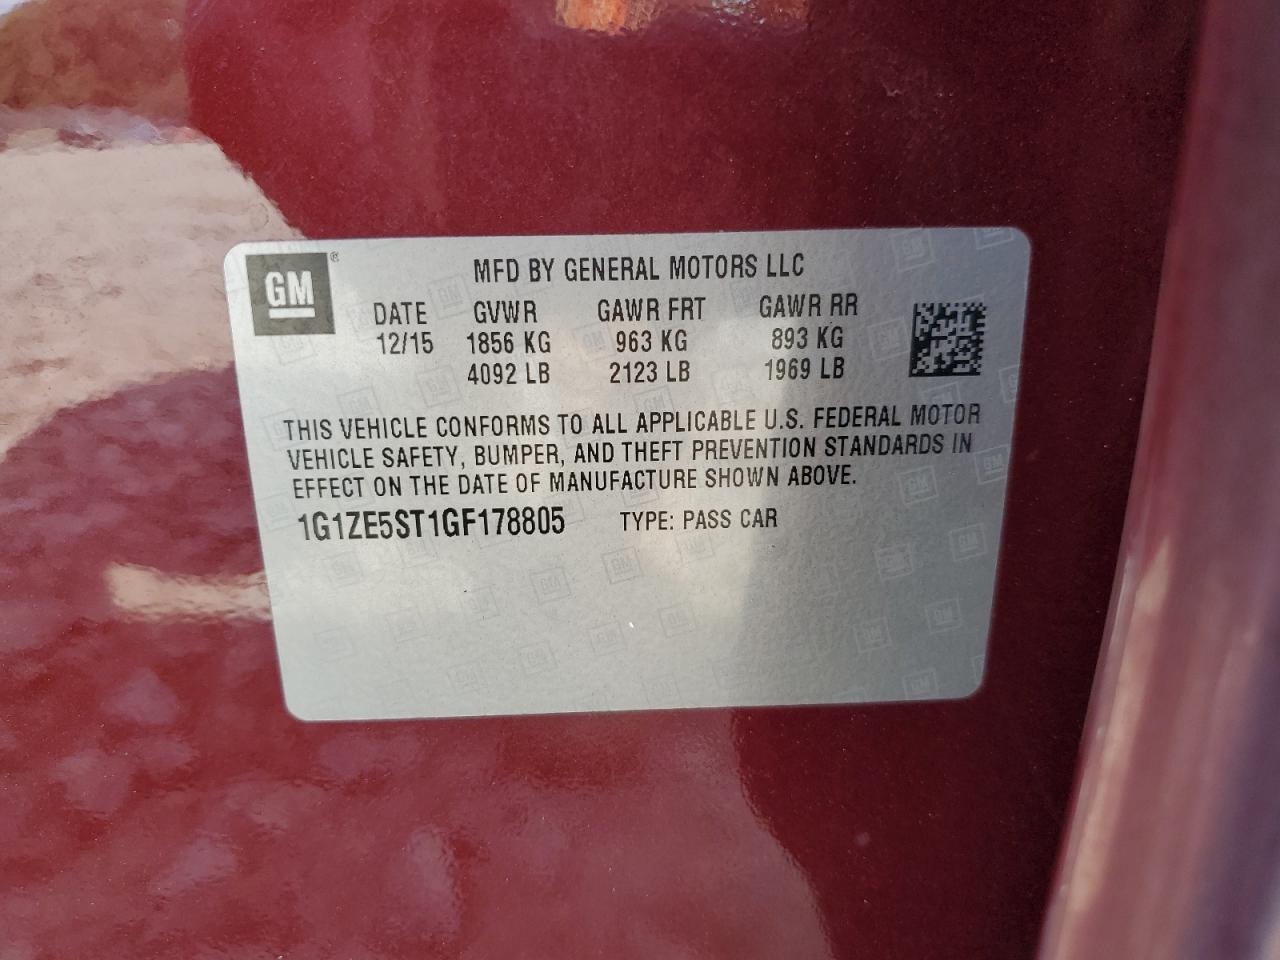 GM®
MFD BY GENERAL MOTORS LLC
DATE GVWR GAWR FRT GAWR RR
12/15 1856 KG 963 KG 893 KG
4092 LB 2123 LB 1969 LB
THIS VEHICLE CONFORMS TO ALL APPLICABLE U.S. FEDERAL MOTOR
VEHICLE SAFETY, BUMPER, AND THEFT PREVENTION STANDARDS IN
EFFECT ON THE DATE OF MANUFACTURE SHOWN ABOVE.
1G1ZE5ST1GF178805 TYPE: PASS CAR